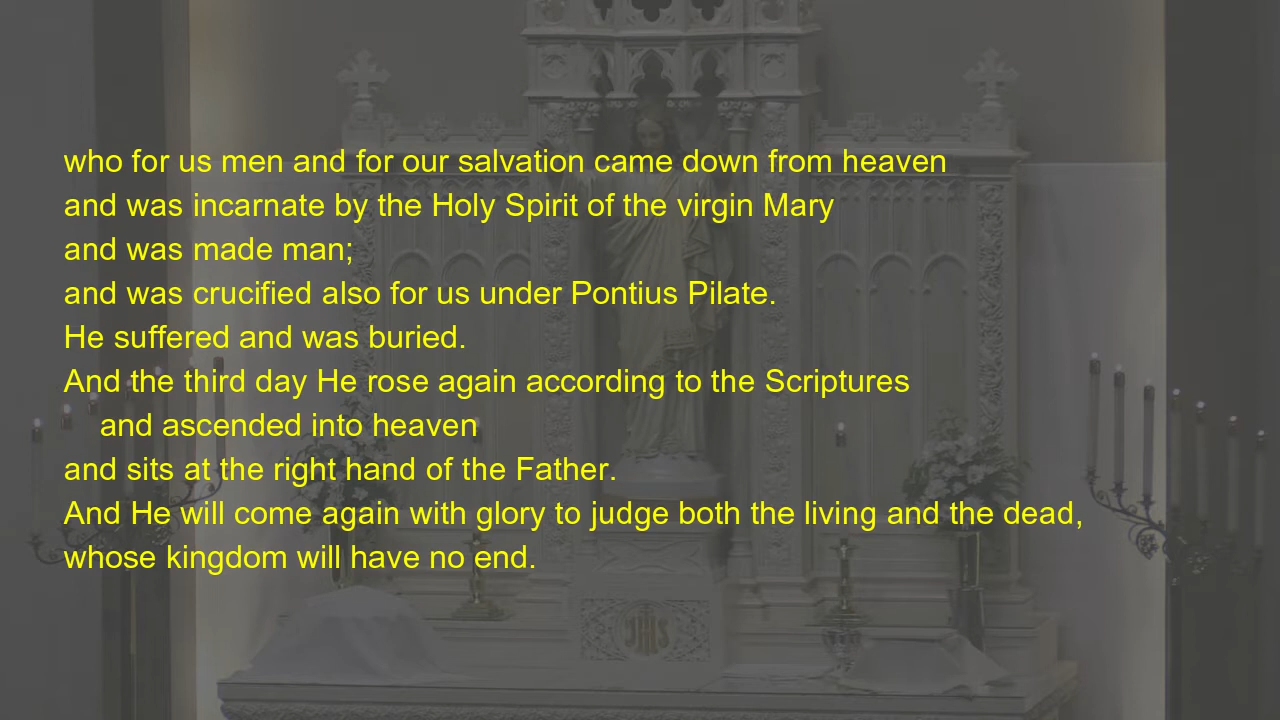 who for us men and for our salvation came down from heaven
and was incarnate by the Holy Spirit of the virgin Mary
and was made man;
and was crucified also for us under Pontius Pilate.
He suffered and was buried.
And the third day He rose again according to the Scriptures
and ascended into heaven
and sits at the right hand of the Father.
And He will come again with glory to judge both the living and the dead,
whose kingdom will have no end.
IHS